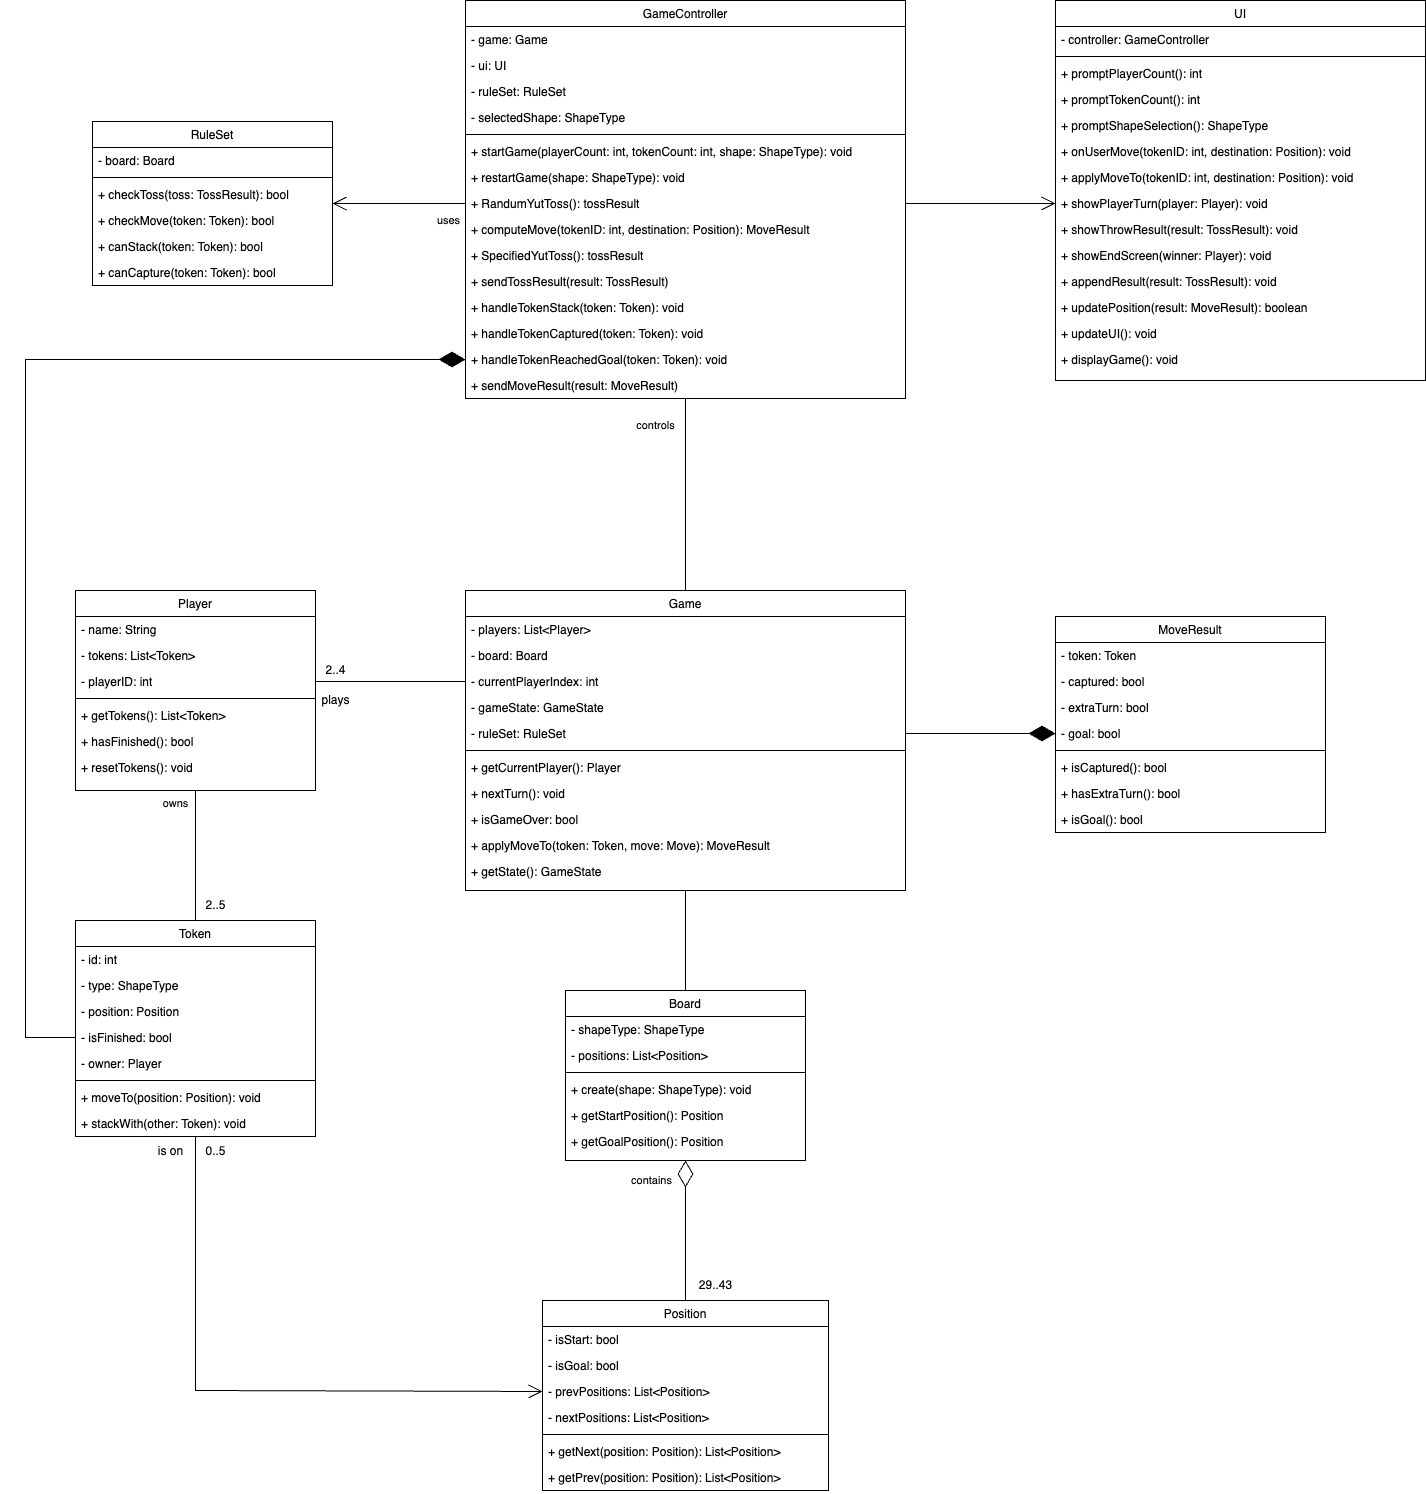 GameController
- game: Game
- ui: UI
- ruleSet: RuleSet
- selectedShape: ShapeType
+ startGame(playerCount: int, tokenCount: int, shape: ShapeType): void
+ restartGame(shape: ShapeType): void
+ RandumYutToss(): tossResult
+ computeMove(tokenID: int, destination: Position): MoveResult
+ SpecifiedYutToss(): tossResult
+ sendTossResult(result: TossResult)
+ handleTokenStack(token: Token): void
+ handleTokenCaptured(token: Token): void
+ handleTokenReachedGoal(token: Token): void
+ sendMoveResult(result: MoveResult)
UI
- controller: GameController
+ promptPlayerCount(): int
+ promptTokenCount(): int
+ promptShapeSelection(): ShapeType
+ onUserMove(tokenID: int, destination: Position): void
+ applyMoveTo(tokenID: int, destination: Position): void
+ showPlayerTurn(player: Player): void
+ showThrowResult(result: TossResult): void
+ showEndScreen(winner: Player): void
+ appendResult(result: TossResult): void
+ updatePosition(result: MoveResult): boolean
+ updateUI(): void
+ displayGame(): void
RuleSet
- board: Board
+ checkToss(toss: TossResult): bool
+ checkMove(token: Token): bool
+ canStack(token: Token): bool
+ canCapture(token: Token): bool
uses
controls
Player
- name: String
- tokens: List<Token>
- playerID: int
+ getTokens(): List<Token>
+ hasFinished(): bool
+ resetTokens(): void
2..4
plays
Game
- players: List<Player>
- board: Board
- currentPlayerIndex: int
- gameState: GameState
- ruleSet: RuleSet
+ getCurrentPlayer(): Player
+ nextTurn(): void
+ isGameOver: bool
+ applyMoveTo(token: Token, move: Move): MoveResult
+ getState(): GameState
MoveResult
- token: Token
- captured: bool
- extraTurn: bool
- goal: bool
+ isCaptured(): bool
+ hasExtraTurn(): bool
+ isGoal(): bool
owns
2..5
Token
- id: int
- type: ShapeType
- position: Position
- isFinished: bool
- owner: Player
+ moveTo(position: Position): void
+ stackWith(other: Token): void
is on
0..5
Board
- shapeType: ShapeType
- positions: List<Position>
+ create(shape: ShapeType): void
+ getStartPosition(): Position
+ getGoalPosition(): Position
contains
29..43
Position
- isStart: bool
- isGoal: bool
- prevPositions: List<Position>
- nextPositions: List<Position>
+ getNext(position: Position): List<Position>
+ getPrev(position: Position): List<Position>